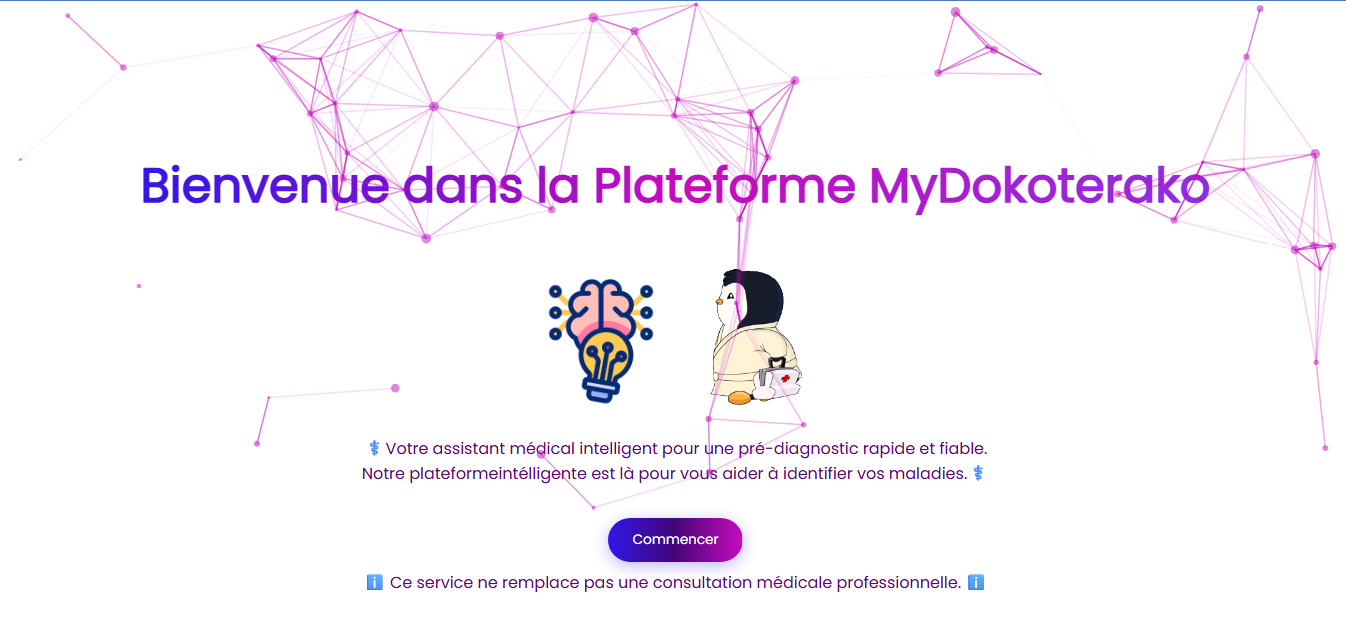 Bienvenue dans la Plateforme MyDokoterako
Votre assistant médical intelligent pour une pré-diagnostic rapide et fiable.
Notre plateformeintélligente est là pour vous aider à identifier vos maladies.
Commencer
ℹ️ Ce service ne remplace pas une consultation médicale professionnelle. ℹ️